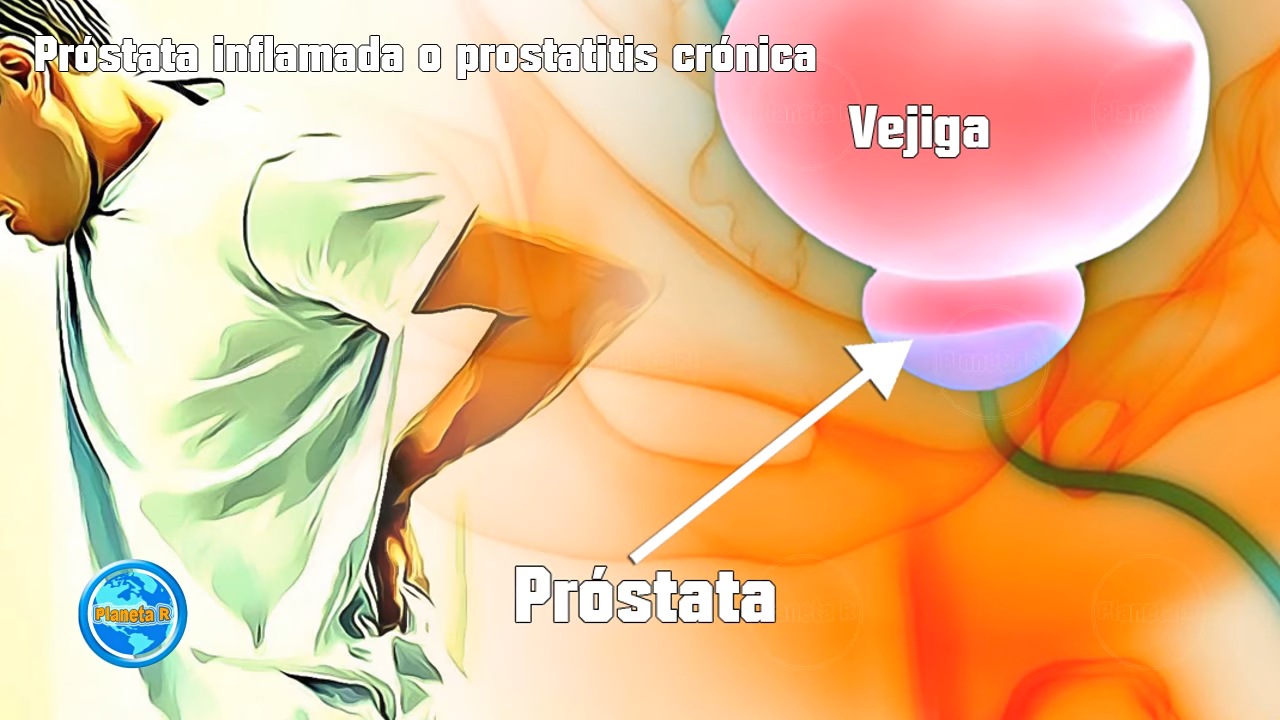 Próstata inflamada o prostatitis crónica
Vejiga
Próstata
Planeta R